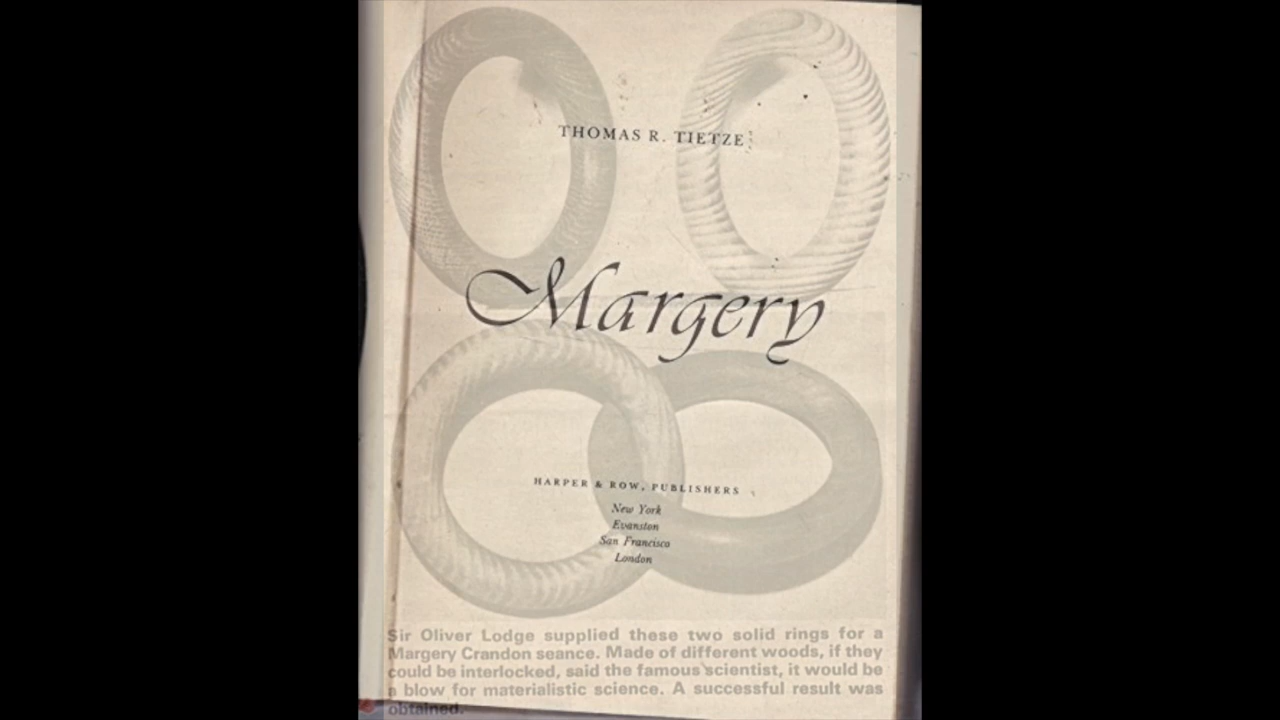 THOMAS R. TIETZE
Margery
HARPER & ROW, PUBLISHERS
New York
Evanston
San Francisco
London
Sir Oliver Lodge supplied these two solid rings for a
Margery Crandon seance. Made of different woods, if they
could be interlocked, said the famous scientist, it would be
a blow for materialistic science. A successful result was
obtained.